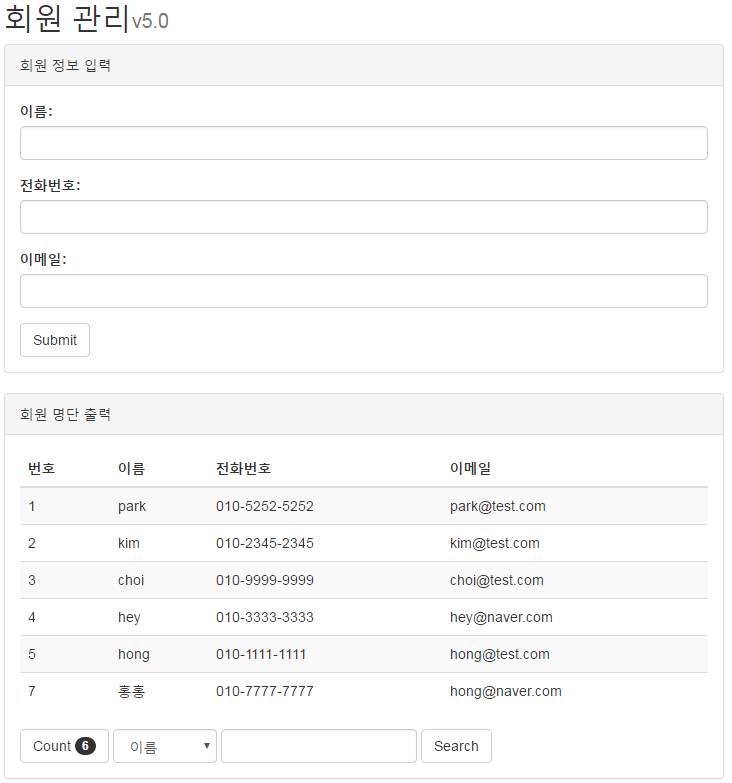 회원 관리v5.0
회원 정보 입력
이름:
전화번호:
이메일:
Submit
회원 명단 출력
번호 이름 전화번호 이메일
1 park 010-5252-5252 park@test.com
2 kim 010-2345-2345 kim@test.com
3 choi 010-9999-9999 choi@test.com
4 hey 010-3333-3333 hey@naver.com
5 hong 010-1111-1111 hong@test.com
7 홍홍 010-7777-7777 hong@naver.com
Count 6 이름 Search